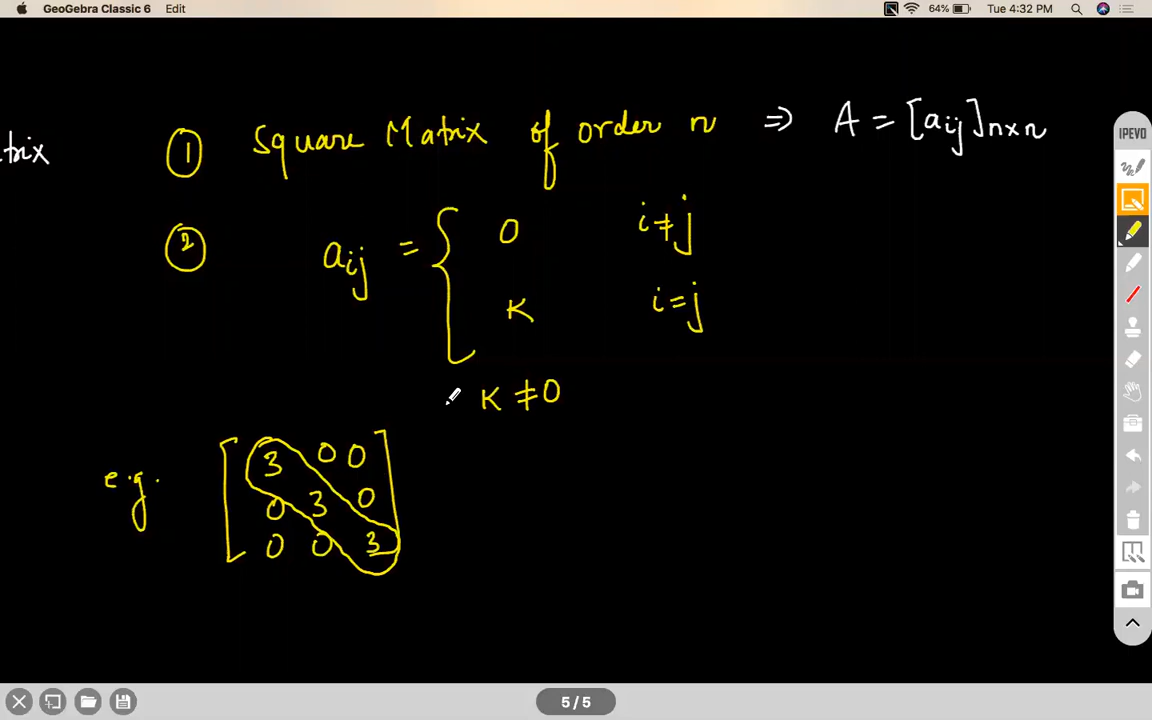 GeoGebra Classic 6 Edit 64% Tue 4:32 PM
trix
① Square Matrix of order n ⇒ A = [aij]n×n
IPEVO
② aij = { 0 i≠j
K i=j
K ≠ 0
e.g. [ 3 0 0
0 3 0
0 0 3 ]
5 / 5